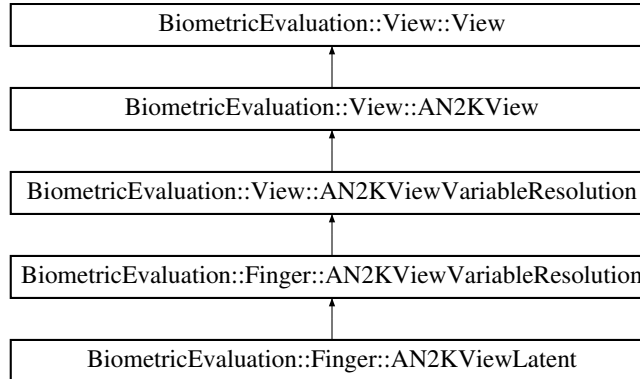 BiometricEvaluation::View::View
BiometricEvaluation::View::AN2KView
BiometricEvaluation::View::AN2KViewVariableResolution
BiometricEvaluation::Finger::AN2KViewVariableResolution
BiometricEvaluation::Finger::AN2KViewLatent